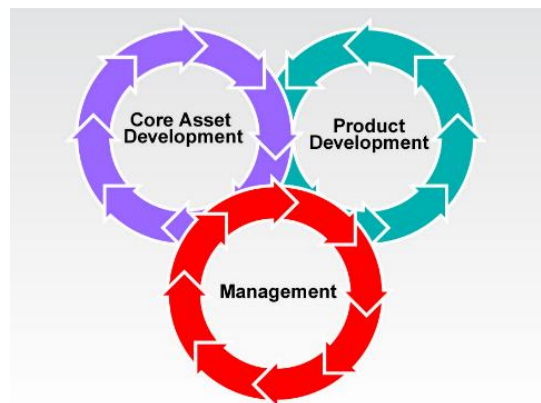 Core Asset
Development
Product
Development
Management